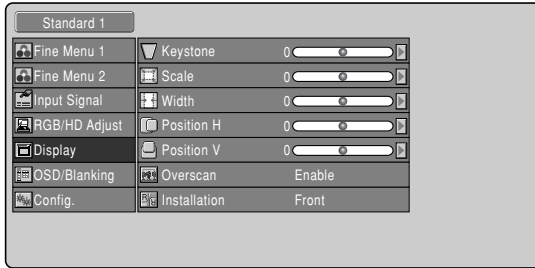 Standard 1
Fine Menu 1 Keystone 0
Fine Menu 2 Scale 0
Input Signal Width 0
RGB/HD Adjust Position H 0
Display Position V 0
OSD/Blanking Overscan Enable
Config. Installation Front